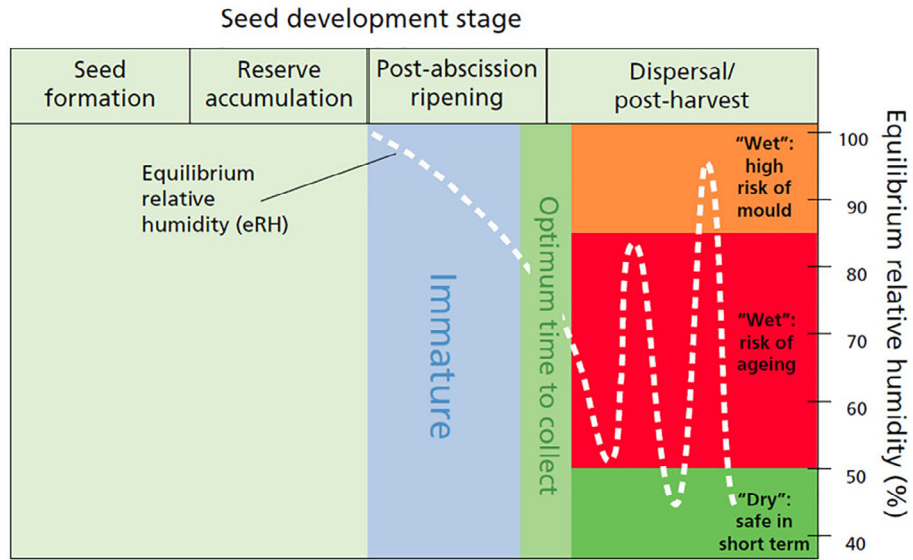 Seed development stage
Seed
formation
Reserve
accumulation
Post-abscission
ripening
Dispersal/
post-harvest
Equilibrium
relative
humidity (eRH)
Immature
Optimum time to collect
“Wet”:
high
risk of
mould
“Wet”:
risk of
ageing
“Dry”:
safe in
short term
100
90
80
70
60
50
40
Equilibrium relative humidity (%)